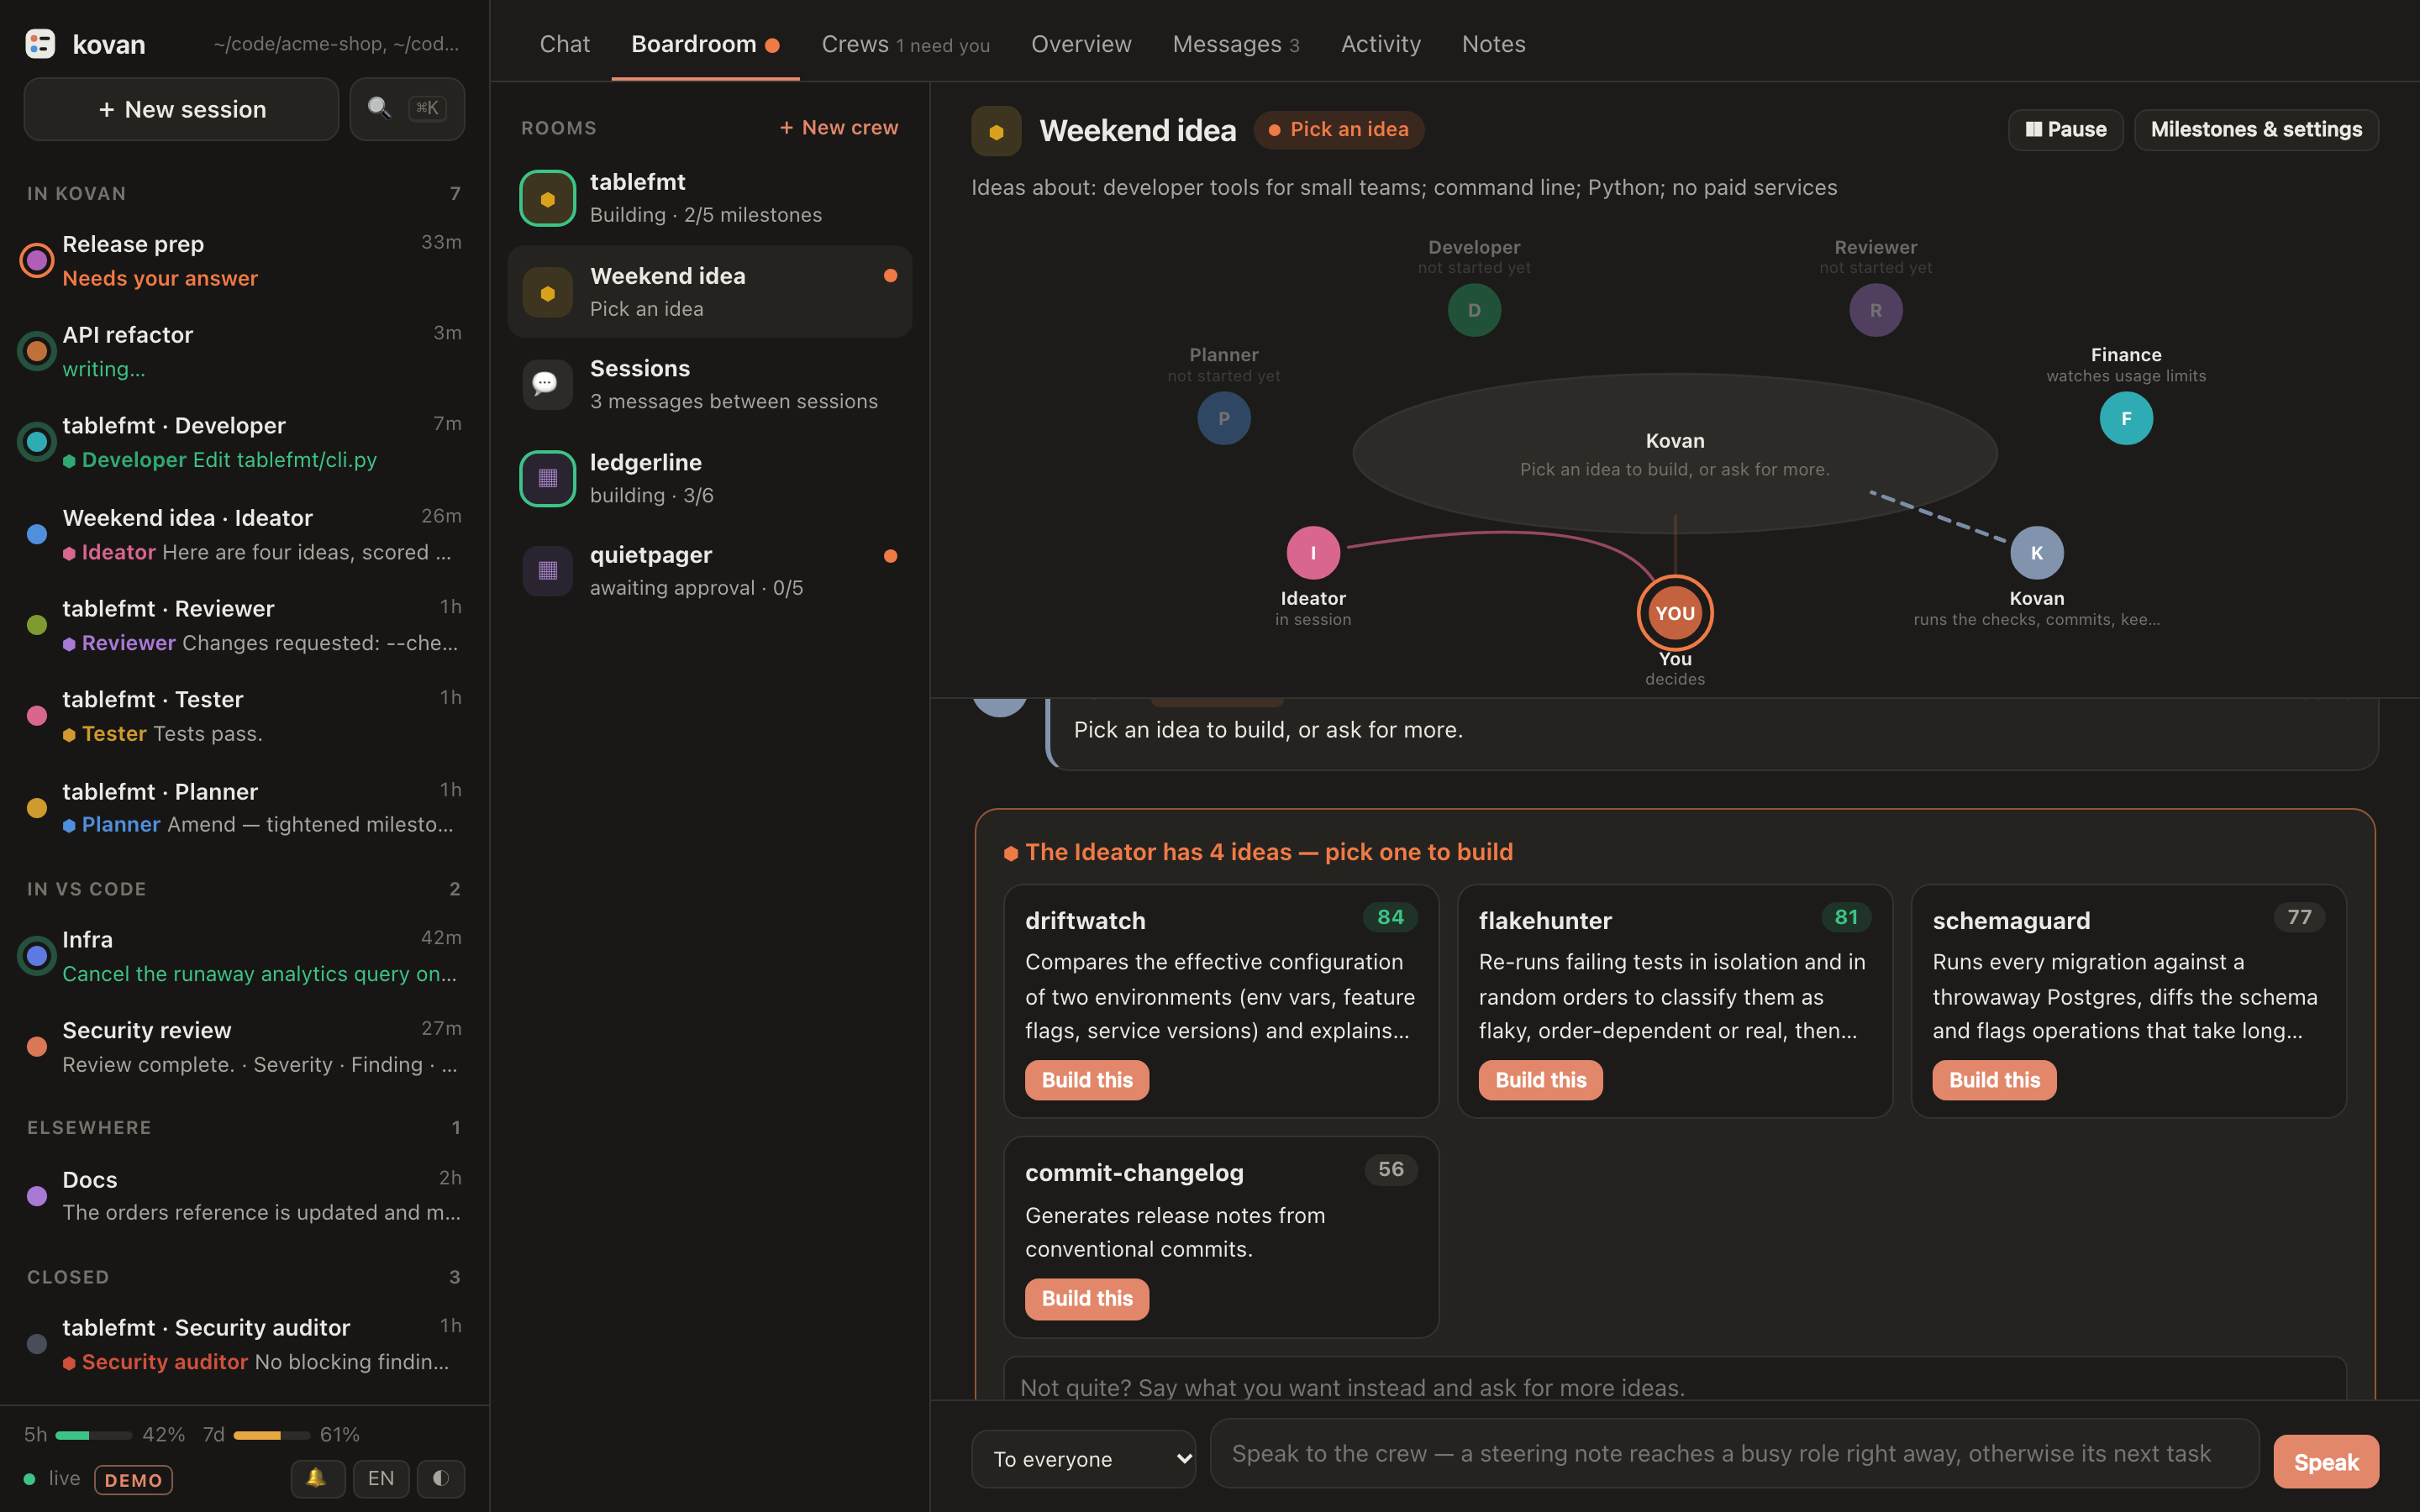 kovan
~/code/acme-shop, ~/cod...
+ New session
⌘K
IN KOVAN 7
Release prep 33m
Needs your answer
API refactor 3m
writing...
tablefmt · Developer 7m
Developer Edit tablefmt/cli.py
Weekend idea · Ideator 26m
Ideator Here are four ideas, scored ...
tablefmt · Reviewer 1h
Reviewer Changes requested: --che...
tablefmt · Tester 1h
Tester Tests pass.
tablefmt · Planner 1h
Planner Amend — tightened milesto...
IN VS CODE 2
Infra 42m
Cancel the runaway analytics query on...
Security review 27m
Review complete. · Severity · Finding · ...
ELSEWHERE 1
Docs 2h
The orders reference is updated and m...
CLOSED 3
tablefmt · Security auditor 1h
Security auditor No blocking findin...
5h 42% 7d 61%
live DEMO EN
Chat Boardroom Crews 1 need you Overview Messages 3 Activity Notes
ROOMS + New crew
tablefmt
Building · 2/5 milestones
Weekend idea
Pick an idea
Sessions
3 messages between sessions
ledgerline
building · 3/6
quietpager
awaiting approval · 0/5
Weekend idea Pick an idea Pause Milestones & settings
Ideas about: developer tools for small teams; command line; Python; no paid services
Developer
not started yet
D
Reviewer
not started yet
R
Planner
not started yet
P
Finance
watches usage limits
F
Kovan
Pick an idea to build, or ask for more.
I
Ideator
in session
YOU
You
decides
K
Kovan
runs the checks, commits, kee...
Pick an idea to build, or ask for more.
The Ideator has 4 ideas — pick one to build
driftwatch 84
Compares the effective configuration
of two environments (env vars, feature
flags, service versions) and explains...
Build this
flakehunter 81
Re-runs failing tests in isolation and in
random orders to classify them as
flaky, order-dependent or real, then...
Build this
schemaguard 77
Runs every migration against a
throwaway Postgres, diffs the schema
and flags operations that take long...
Build this
commit-changelog 56
Generates release notes from
conventional commits.
Build this
Not quite? Say what you want instead and ask for more ideas.
To everyone
Speak to the crew — a steering note reaches a busy role right away, otherwise its next task
Speak